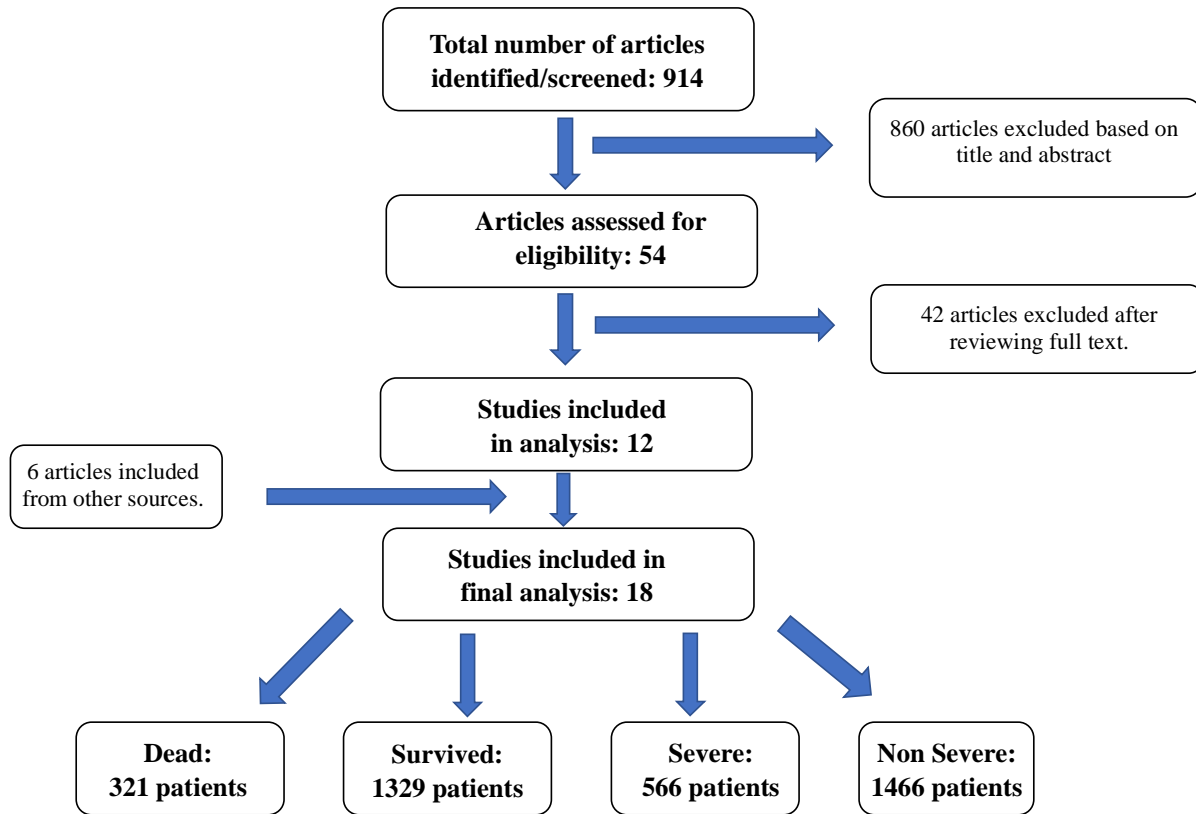 Total number of articles
identified/screened: 914
860 articles excluded based on
title and abstract
Articles assessed for
eligibility: 54
42 articles excluded after
reviewing full text.
Studies included
in analysis: 12
6 articles included
from other sources.
Studies included in
final analysis: 18
Dead:
321 patients
Survived:
1329 patients
Severe:
566 patients
Non Severe:
1466 patients